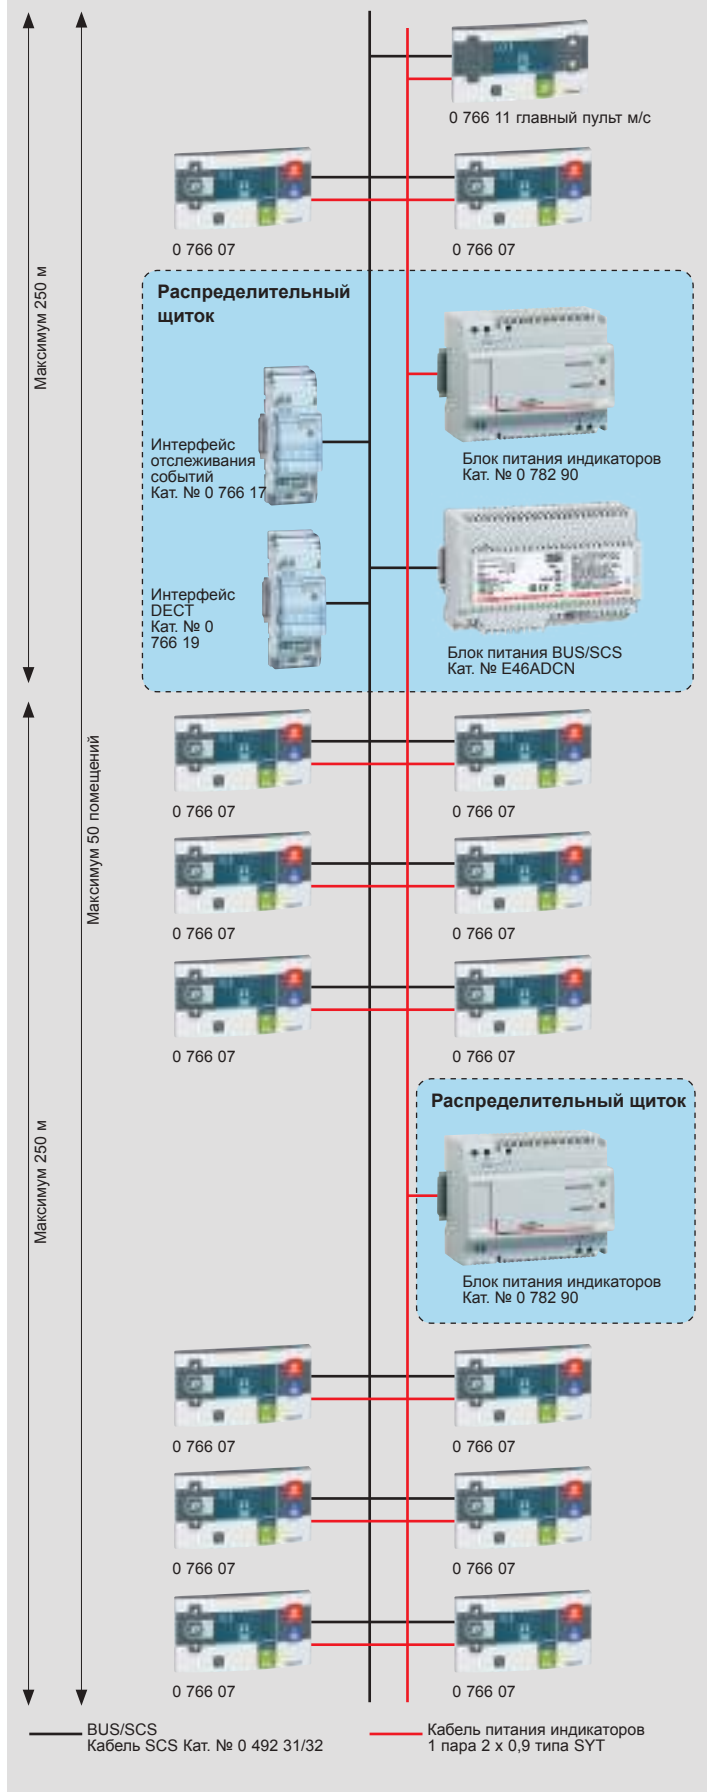 0 766 11 главный пульт м/с
0 766 07
0 766 07
Максимум 250 м
Распределительный
щиток
Интерфейс
отслеживания
событий
Кат. № 0 766 17
Блок питания индикаторов
Кат. № 0 782 90
Интерфейс
DECT
Кат. № 0
766 19
Блок питания BUS/SCS
Кат. № E46ADCN
Максимум 50 помещений
0 766 07
0 766 07
0 766 07
0 766 07
0 766 07
0 766 07
Максимум 250 м
Распределительный щиток
Блок питания индикаторов
Кат. № 0 782 90
0 766 07
0 766 07
0 766 07
0 766 07
0 766 07
0 766 07
BUS/SCS
Кабель SCS Кат. № 0 492 31/32
Кабель питания индикаторов
1 пара 2 x 0,9 типа SYT